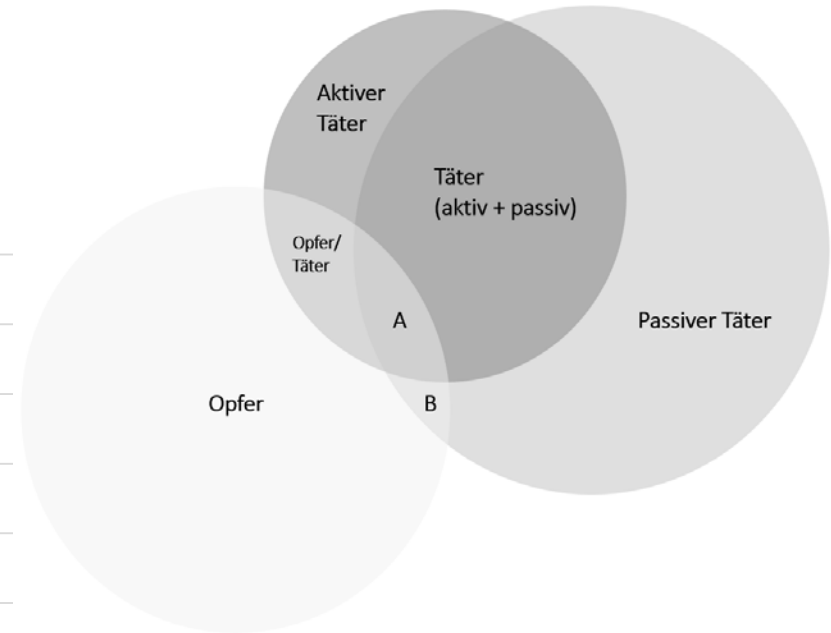 Aktiver
Täter
Täter
(aktiv + passiv)
Opfer/
Täter
A
Passiver Täter
Opfer
B